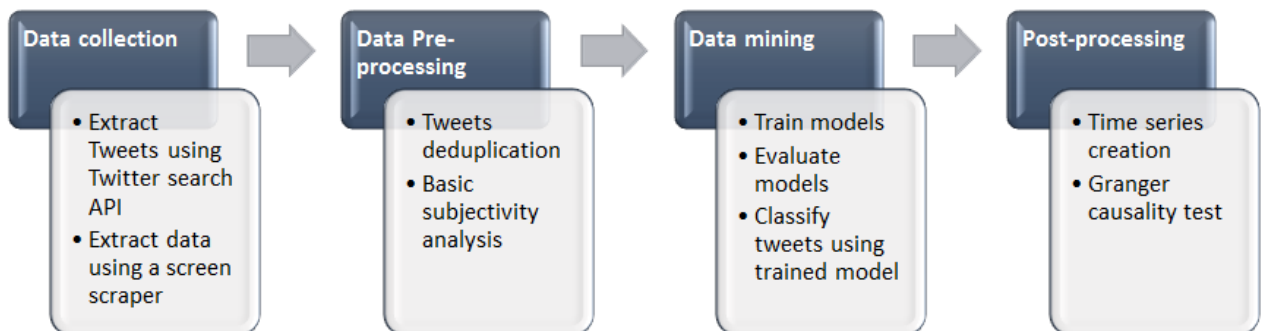 Data collection
• Extract
Tweets using
Twitter search
API
• Extract data
using a screen
scraper
Data Pre-
processing
• Tweets
deduplication
• Basic
subjectivity
analysis
Data mining
• Train models
• Evaluate
models
• Classify
tweets using
trained model
Post-processing
• Time series
creation
• Granger
causality test